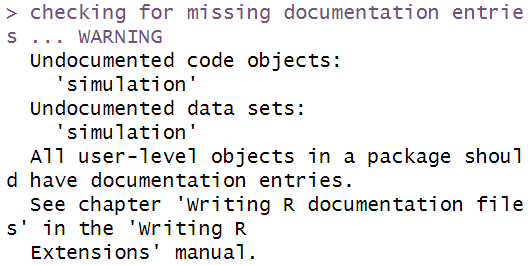 > checking for missing documentation entrie
s ... WARNING
  Undocumented code objects:
    'simulation'
  Undocumented data sets:
    'simulation'
  All user-level objects in a package shoul
d have documentation entries.
  See chapter 'Writing R documentation file
s' in the 'Writing R
  Extensions' manual.